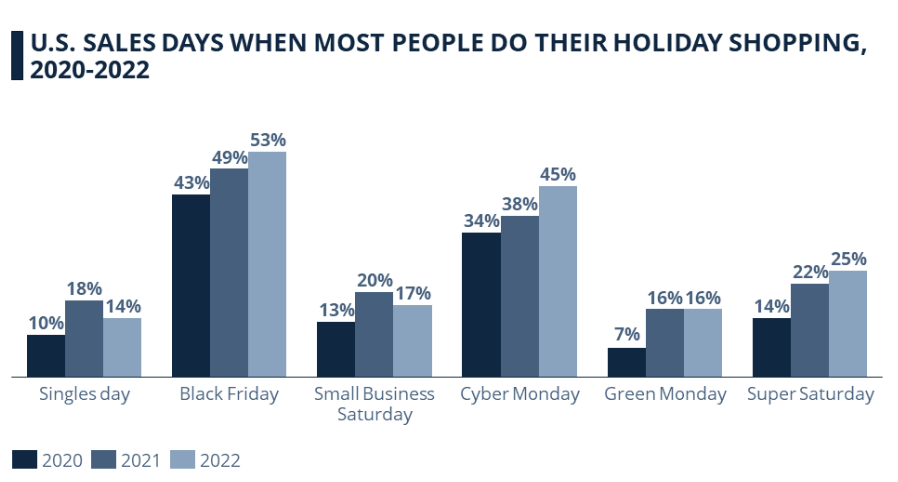 U.S. SALES DAYS WHEN MOST PEOPLE DO THEIR HOLIDAY SHOPPING,
2020-2022
10% 18% 14%
43% 49% 53%
13% 20% 17%
34% 38% 45%
7% 16% 16%
14% 22% 25%
Singles day Black Friday Small Business Cyber Monday Green Monday Super Saturday
Saturday
2020 2021 2022